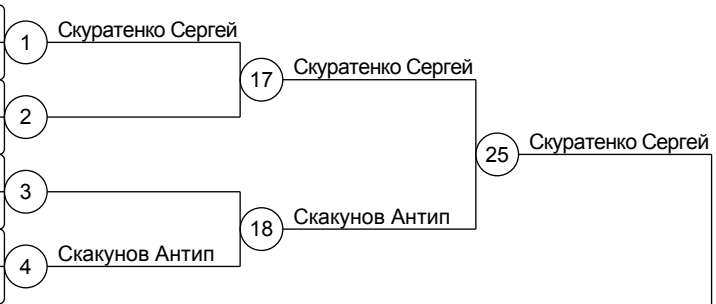 1 Скуратенко Сергей
17 Скуратенко Сергей
2
25 Скуратенко Сергей
3
18 Скакунов Антип
4 Скакунов Антип